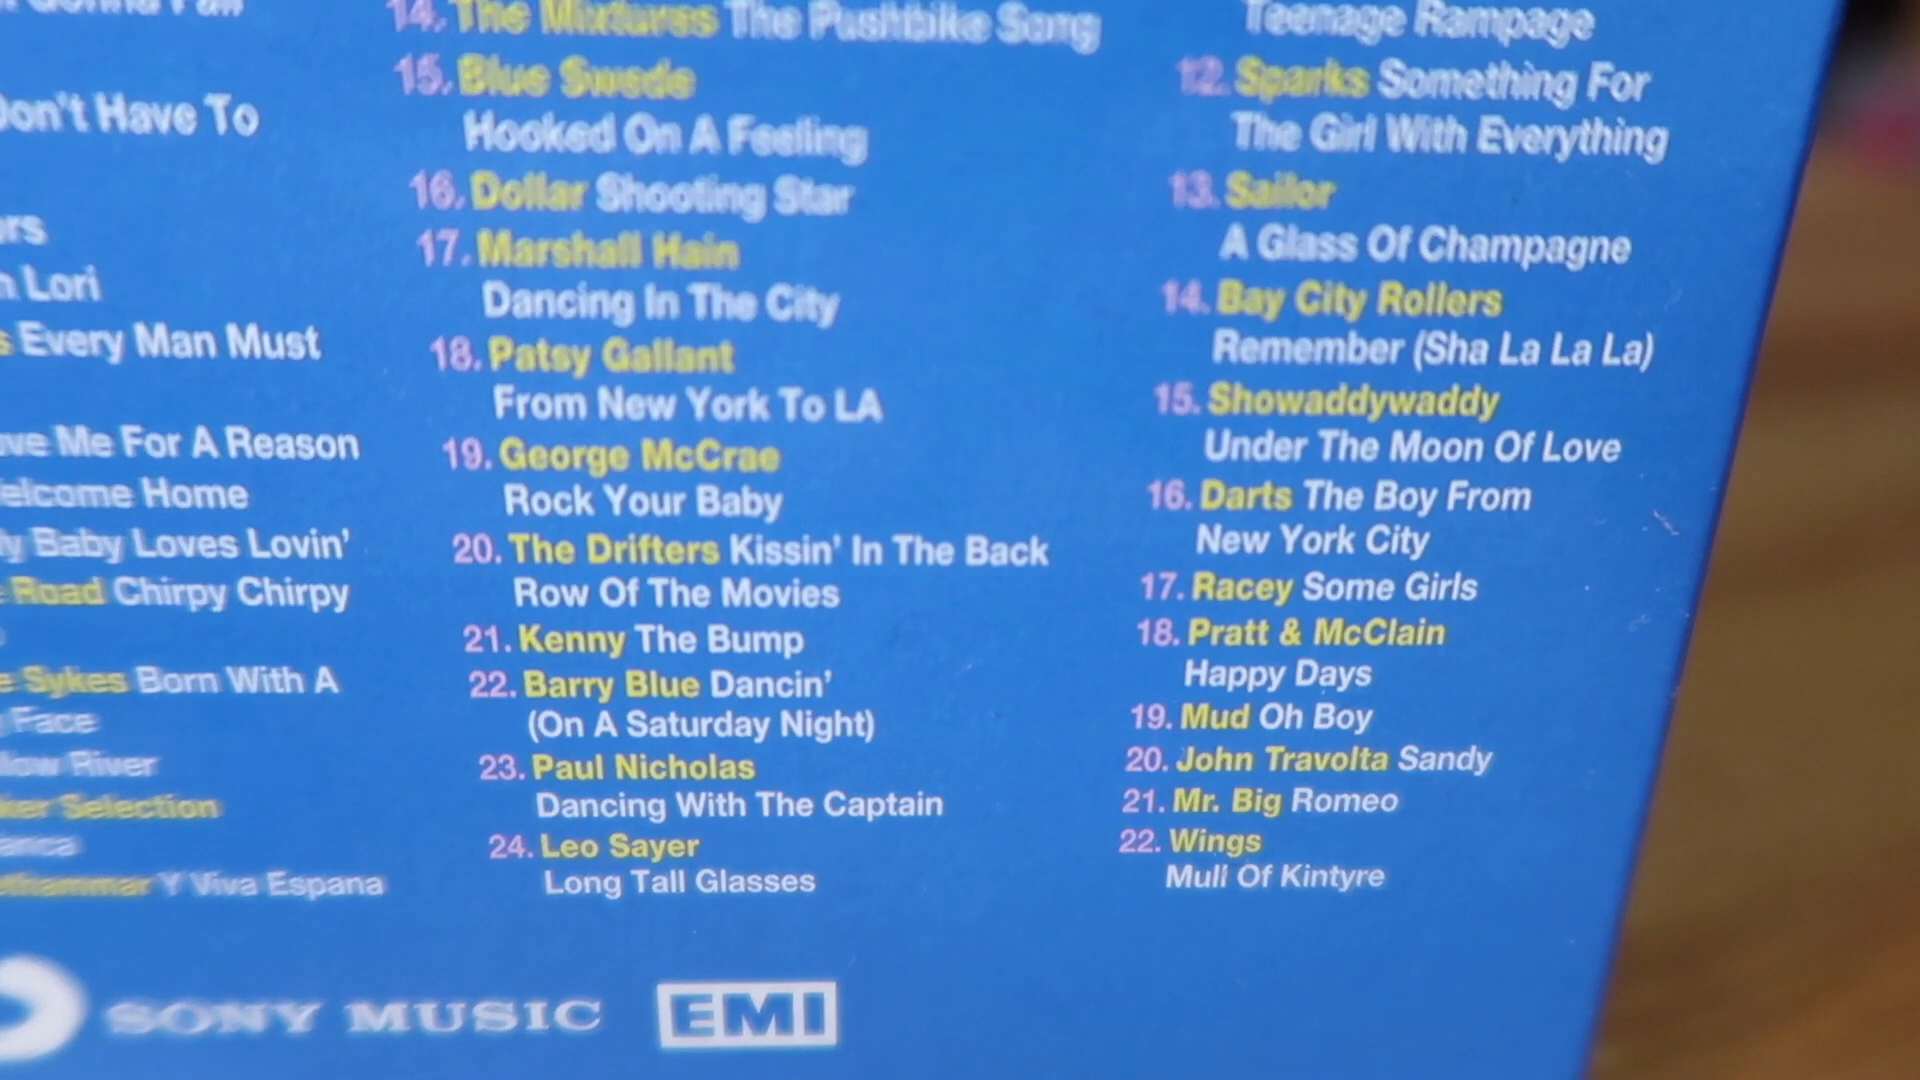 Don't Have To
Lori
Every Man Must
Me For A Reason
Welcome Home
Baby Loves Lovin'
Road Chirpy Chirpy
Sykes Born With A
Face
River
Selection
Y Viva Espana
14. The Mixtures The Pushbike Song
15. Blue Swede
Hooked On A Feeling
16. Dollar Shooting Star
17. Marshall Hain
Dancing In The City
18. Patsy Gallant
From New York To LA
19. George McCrae
Rock Your Baby
20. The Drifters Kissin' In The Back
Row Of The Movies
21. Kenny The Bump
22. Barry Blue Dancin'
(On A Saturday Night)
23. Paul Nicholas
Dancing With The Captain
24. Leo Sayer
Long Tall Glasses
Teenage Rampage
12. Sparks Something For
The Girl With Everything
13. Sailor
A Glass Of Champagne
14. Bay City Rollers
Remember (Sha La La La)
15. Showaddywaddy
Under The Moon Of Love
16. Darts The Boy From
New York City
17. Racey Some Girls
18. Pratt & McClain
Happy Days
19. Mud Oh Boy
20. John Travolta Sandy
21. Mr. Big Romeo
22. Wings
Mull Of Kintyre
SONY MUSIC
EMI